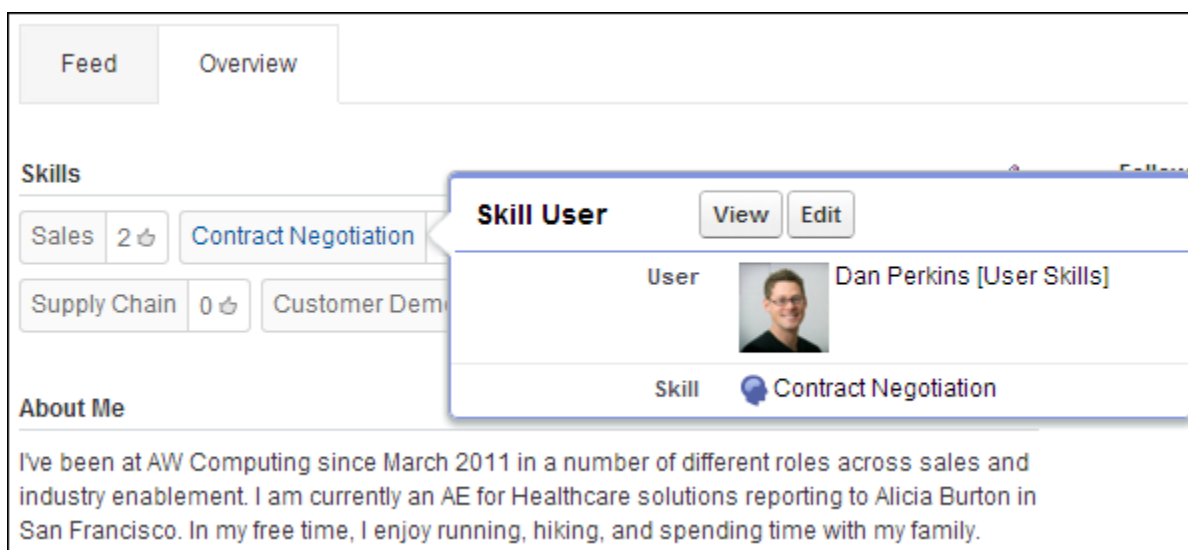 Feed Overview
Skills
Sales 2 Contract Negotiation
Supply Chain 0 Customer
Skill User View Edit
User Dan Perkins [User Skills]
Skill Contract Negotiation
About Me
I've been at AW Computing since March 2011 in a number of different roles across sales and
industry enablement. I am currently an AE for Healthcare solutions reporting to Alicia Burton in
San Francisco. In my free time, I enjoy running, hiking, and spending time with my family.